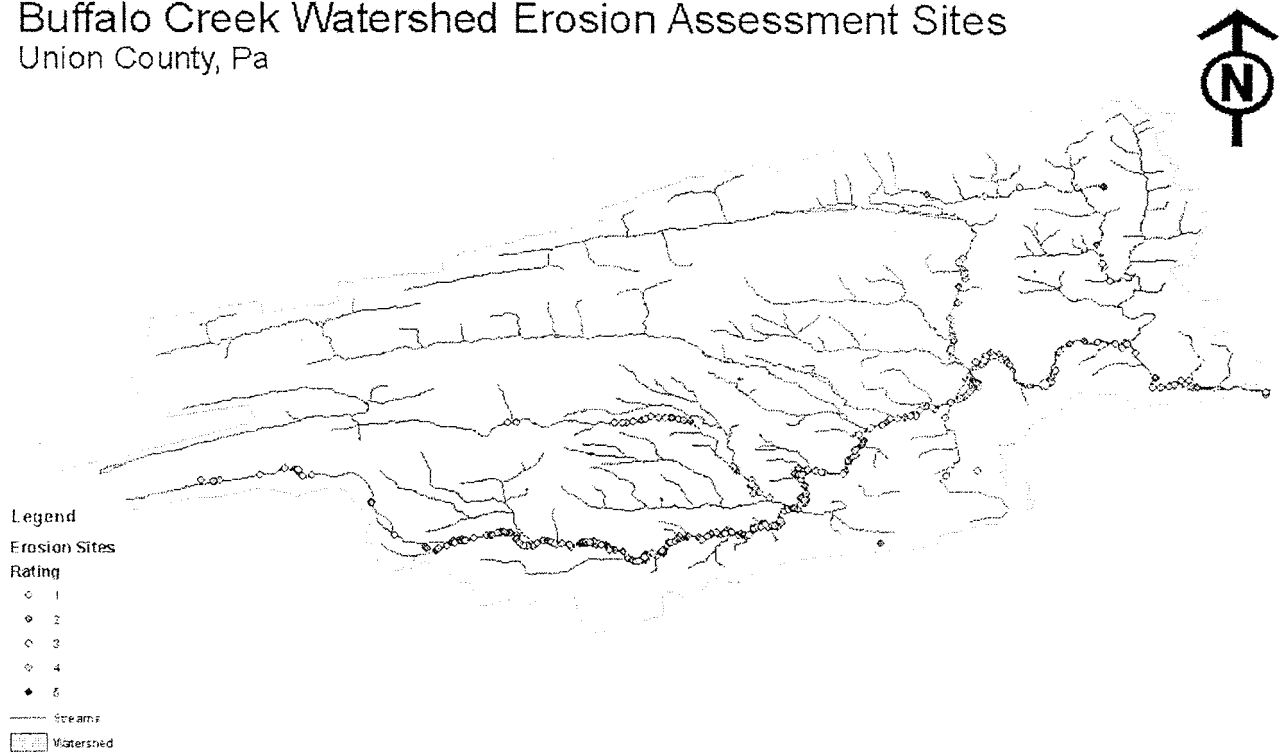 Buffalo Creek Watershed Erosion Assessment Sites
Union County, Pa
N
Legend
Erosion Sites
Rating
1
2
3
4
5
Streams
Watershed